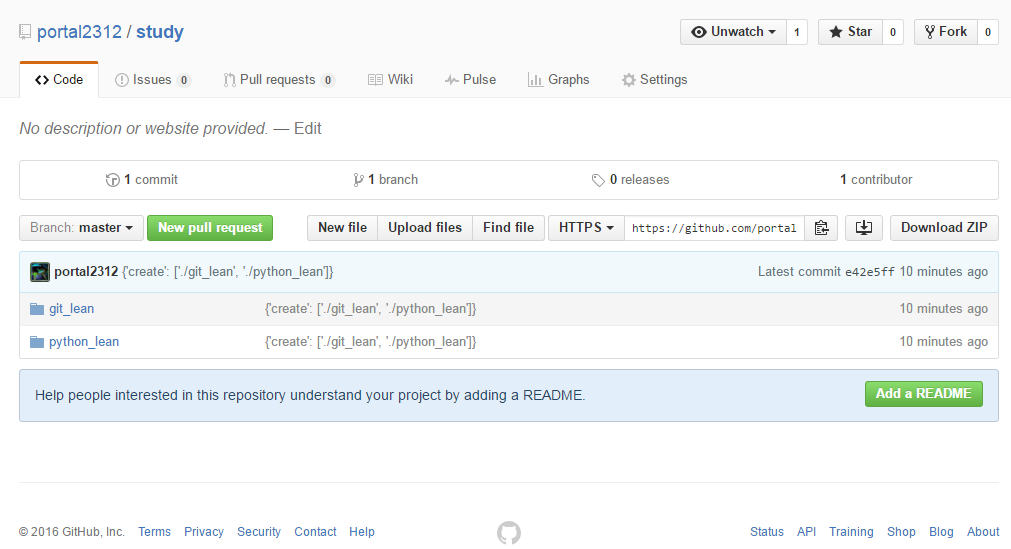 portal2312 / study Unwatch 1 Star 0 Fork 0
Code Issues 0 Pull requests 0 Wiki Pulse Graphs Settings
No description or website provided. — Edit
1 commit 1 branch 0 releases 1 contributor
Branch: master New pull request New file Upload files Find file HTTPS https://github.com/portal Download ZIP
portal2312 {'create': ['./git_lean', './python_lean']} Latest commit e42e5ff 10 minutes ago
git_lean {'create': ['./git_lean', './python_lean']} 10 minutes ago
python_lean {'create': ['./git_lean', './python_lean']} 10 minutes ago
Help people interested in this repository understand your project by adding a README. Add a README
© 2016 GitHub, Inc. Terms Privacy Security Contact Help Status API Training Shop Blog About